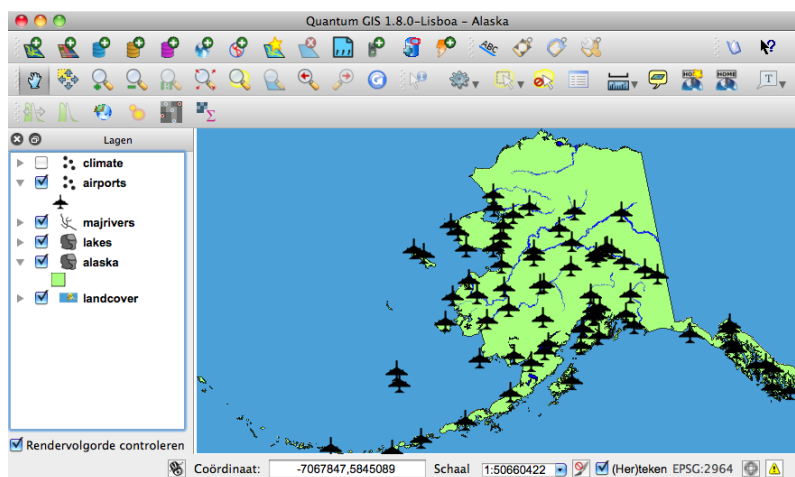 Quantum GIS 1.8.0-Lisboa - Alaska
ABC
HOME
T
Σ
Lagen
climate
airports
majrivers
lakes
alaska
landcover
Rendervolgorde controleren
Coördinaat: -7067847,5845089 Schaal 1:50660422 (Her)teken EPSG:2964